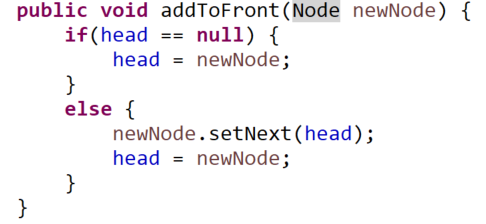 public void addToFront(Node newNode) {
    if(head == null) {
        head = newNode;
    }
    else {
        newNode.setNext(head);
        head = newNode;
    }
}